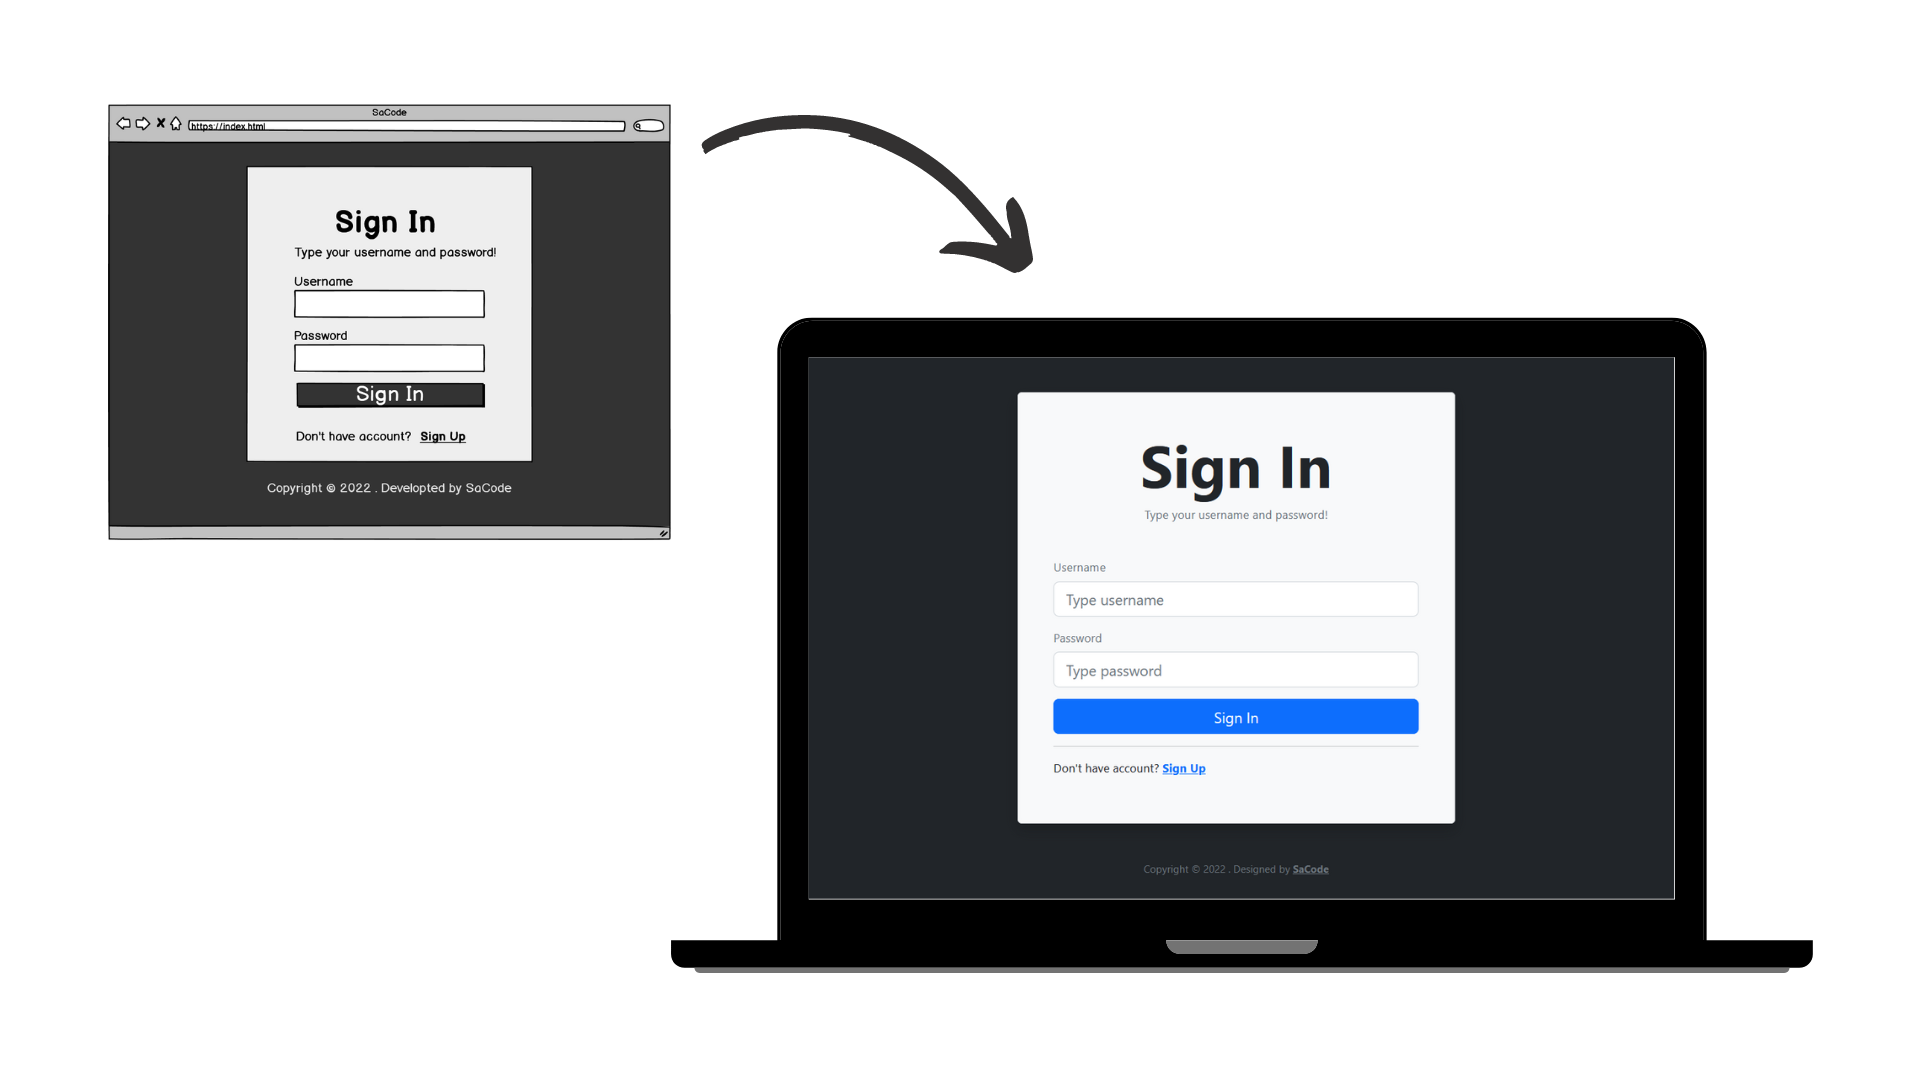 SaCode
https://index.html
Sign In
Type your username and password!
Username
Password
Sign In
Don't have account? Sign Up
Copyright © 2022 . Developted by SaCode
Sign In
Type your username and password!
Username
Type username
Password
Type password
Sign In
Don't have account? Sign Up
Copyright © 2022 . Designed by SaCode